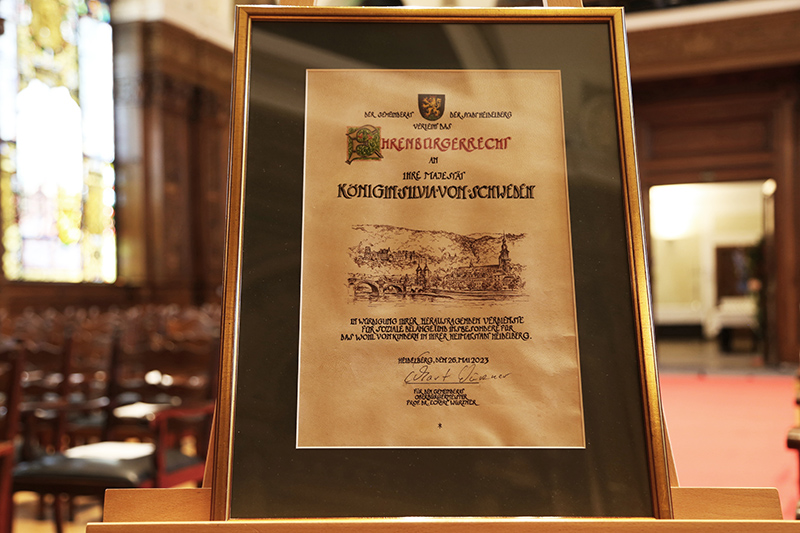 DER GEMEINDERAT DER STADT HEIDELBERG
VERLEIHT DAS
EHRENBÜRGERRECHT
AN
IHRE MAJESTÄT
KÖNIGIN·SILVIA·VON·SCHWEDEN
IN WÜRDIGUNG IHRER HERAUSRAGENDEN VERDIENSTE
FÜR SOZIALE BELANGE UND INSBESONDERE FÜR
DAS WOHL VON KINDERN IN IHRER HEIMATSTADT HEIDELBERG.
HEIDELBERG, DEN 26. MAI 2023
FÜR DEN GEMEINDERAT
OBERBÜRGERMEISTER
PROF. DR. ECKART WÜRZNER